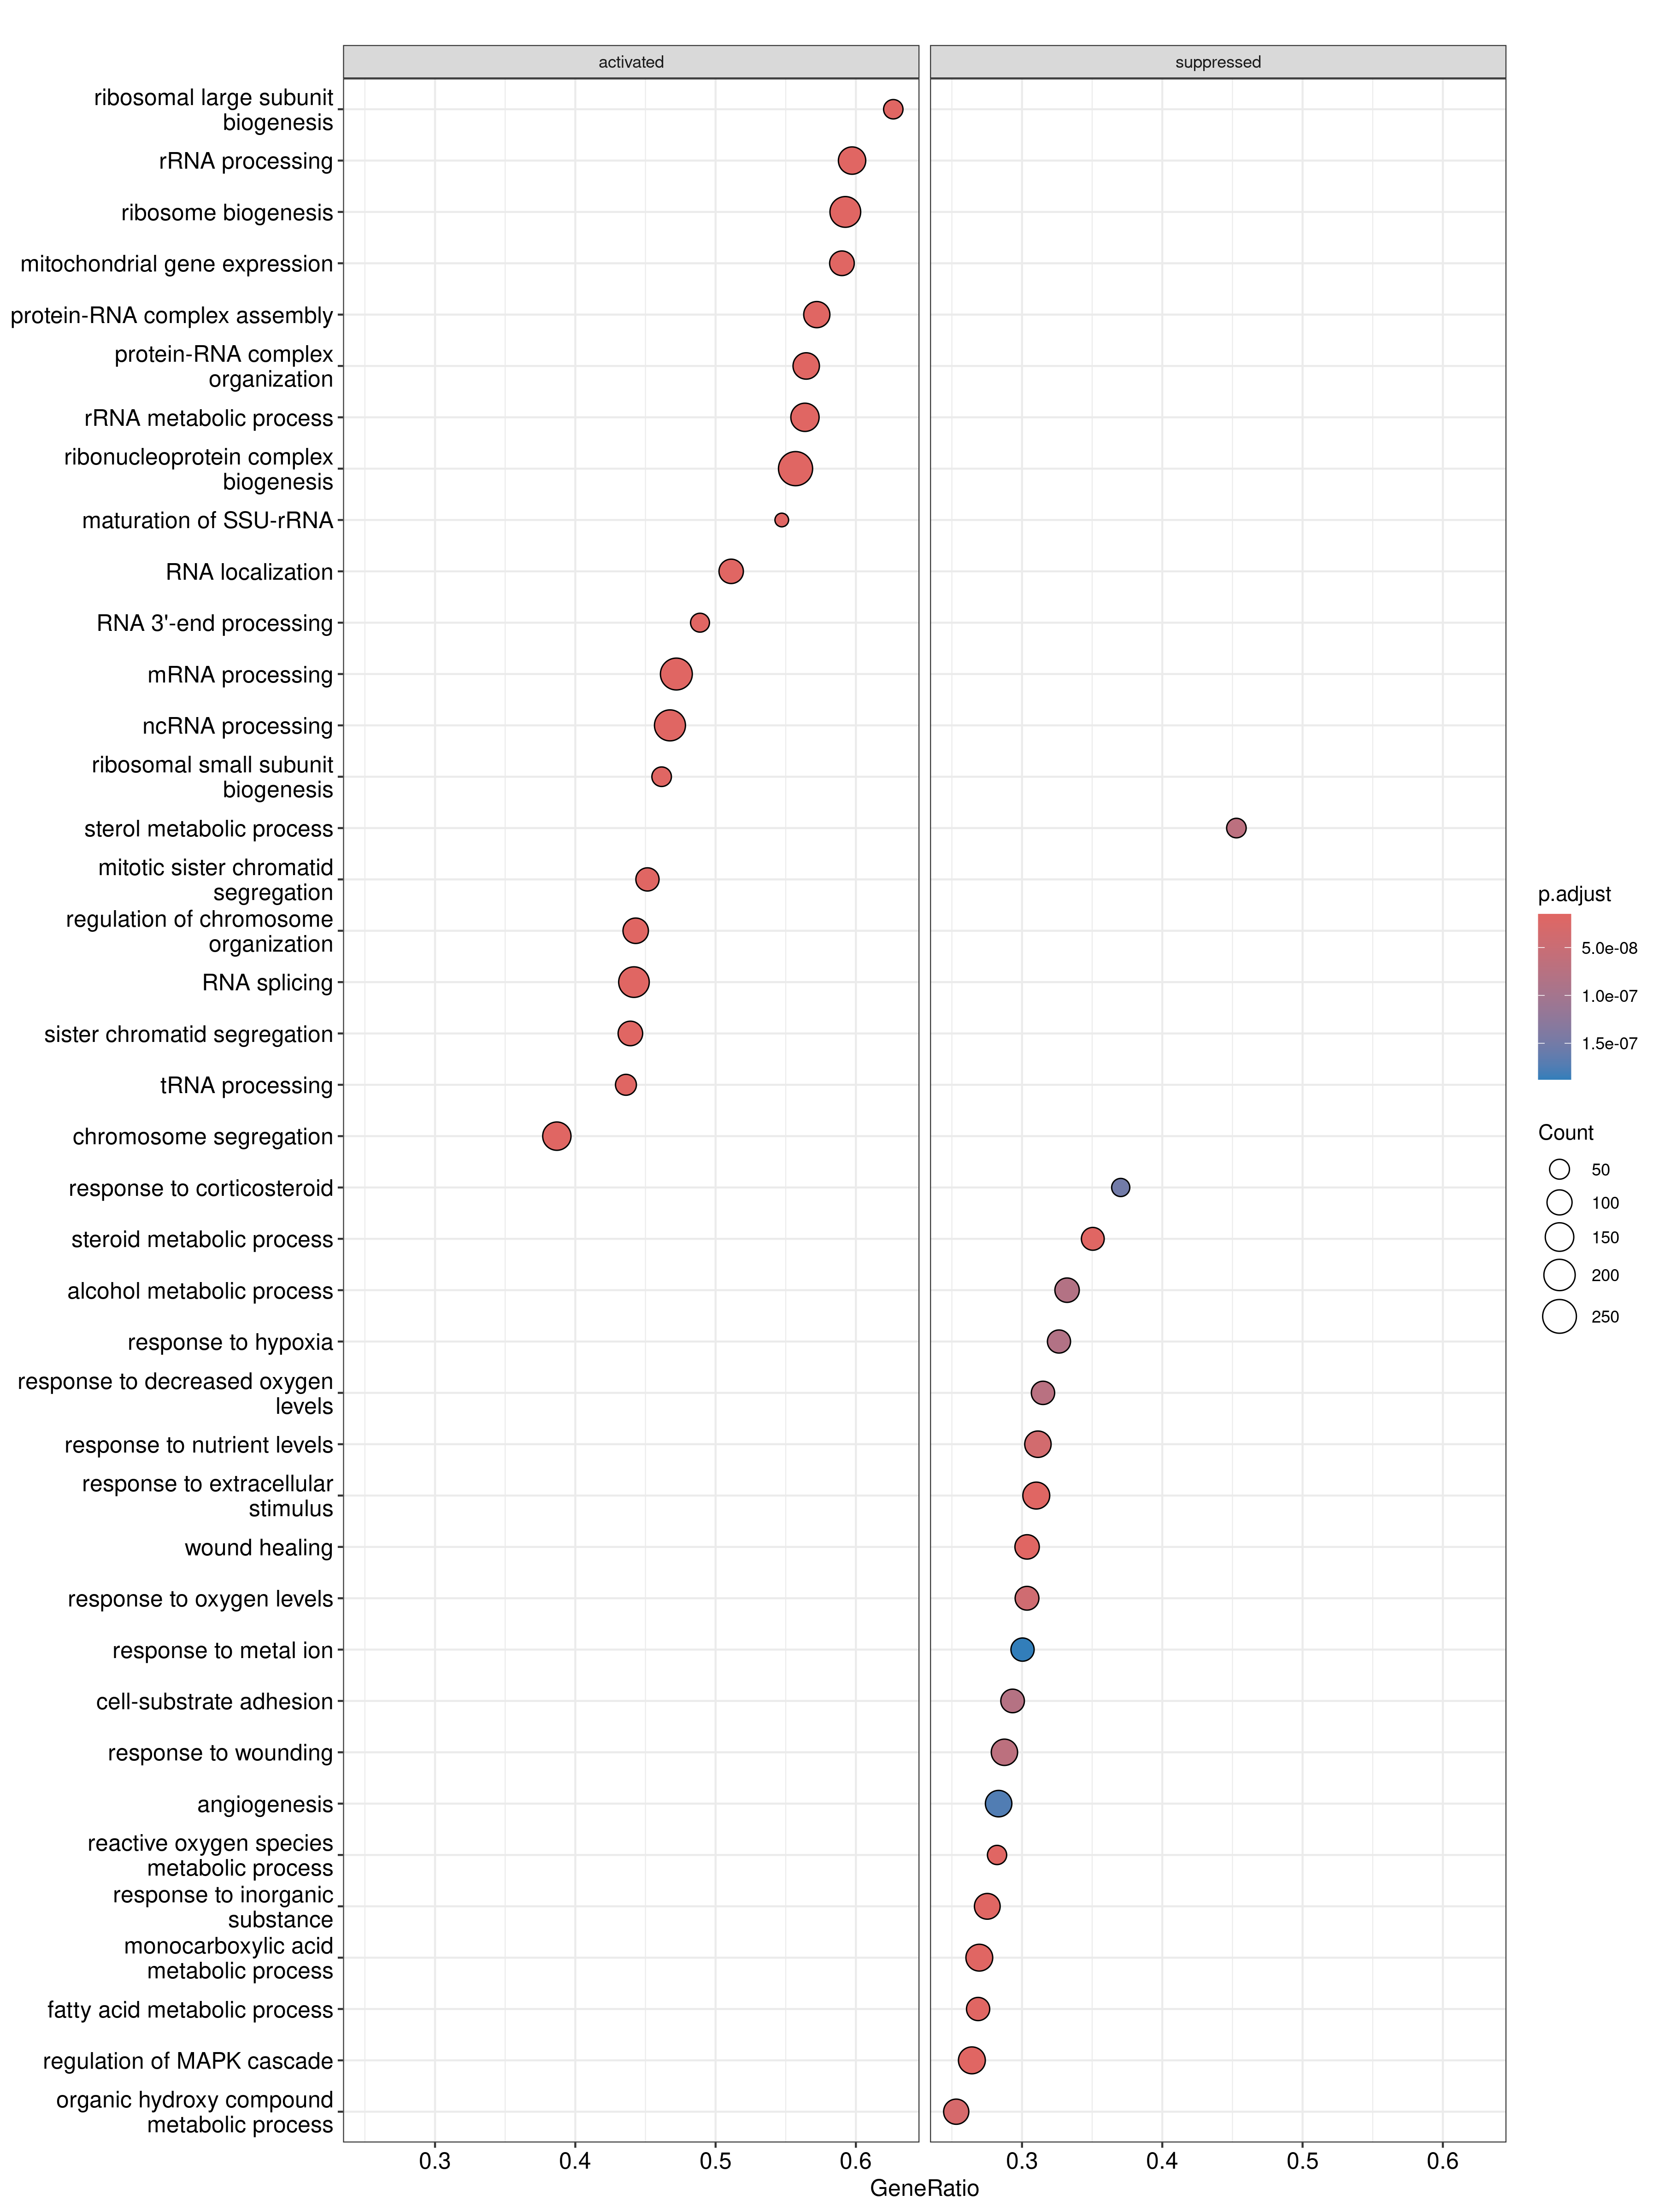 activated
suppressed
ribosomal large subunit
biogenesis
rRNA processing
ribosome biogenesis
mitochondrial gene expression
protein-RNA complex assembly
protein-RNA complex
organization
rRNA metabolic process
ribonucleoprotein complex
biogenesis
maturation of SSU-rRNA
RNA localization
RNA 3'-end processing
mRNA processing
ncRNA processing
ribosomal small subunit
biogenesis
sterol metabolic process
mitotic sister chromatid
segregation
regulation of chromosome
organization
RNA splicing
sister chromatid segregation
tRNA processing
chromosome segregation
response to corticosteroid
steroid metabolic process
alcohol metabolic process
response to hypoxia
response to decreased oxygen
levels
response to nutrient levels
response to extracellular
stimulus
wound healing
response to oxygen levels
response to metal ion
cell-substrate adhesion
response to wounding
angiogenesis
reactive oxygen species
metabolic process
response to inorganic
substance
monocarboxylic acid
metabolic process
fatty acid metabolic process
regulation of MAPK cascade
organic hydroxy compound
metabolic process
0.3 0.4 0.5 0.6
0.3 0.4 0.5 0.6
GeneRatio
p.adjust
5.0e-08
1.0e-07
1.5e-07
Count
50
100
150
200
250